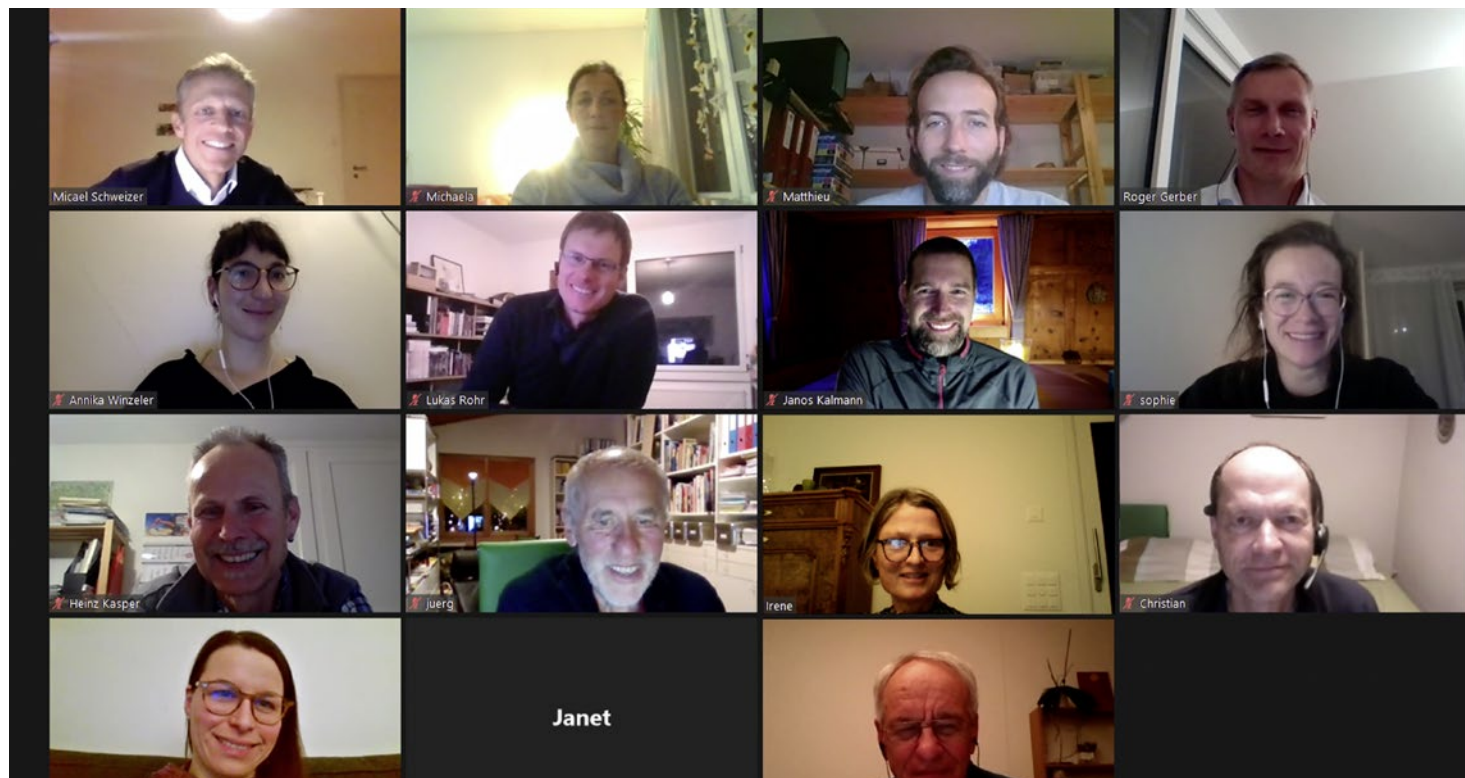 Micael Schweizer
Michaela
Matthieu
Roger Gerber
Annika Winzeler
Lukas Rohr
Janos Kalmann
sophie
Heinz Kasper
juerg
Irene
Christian
Janet